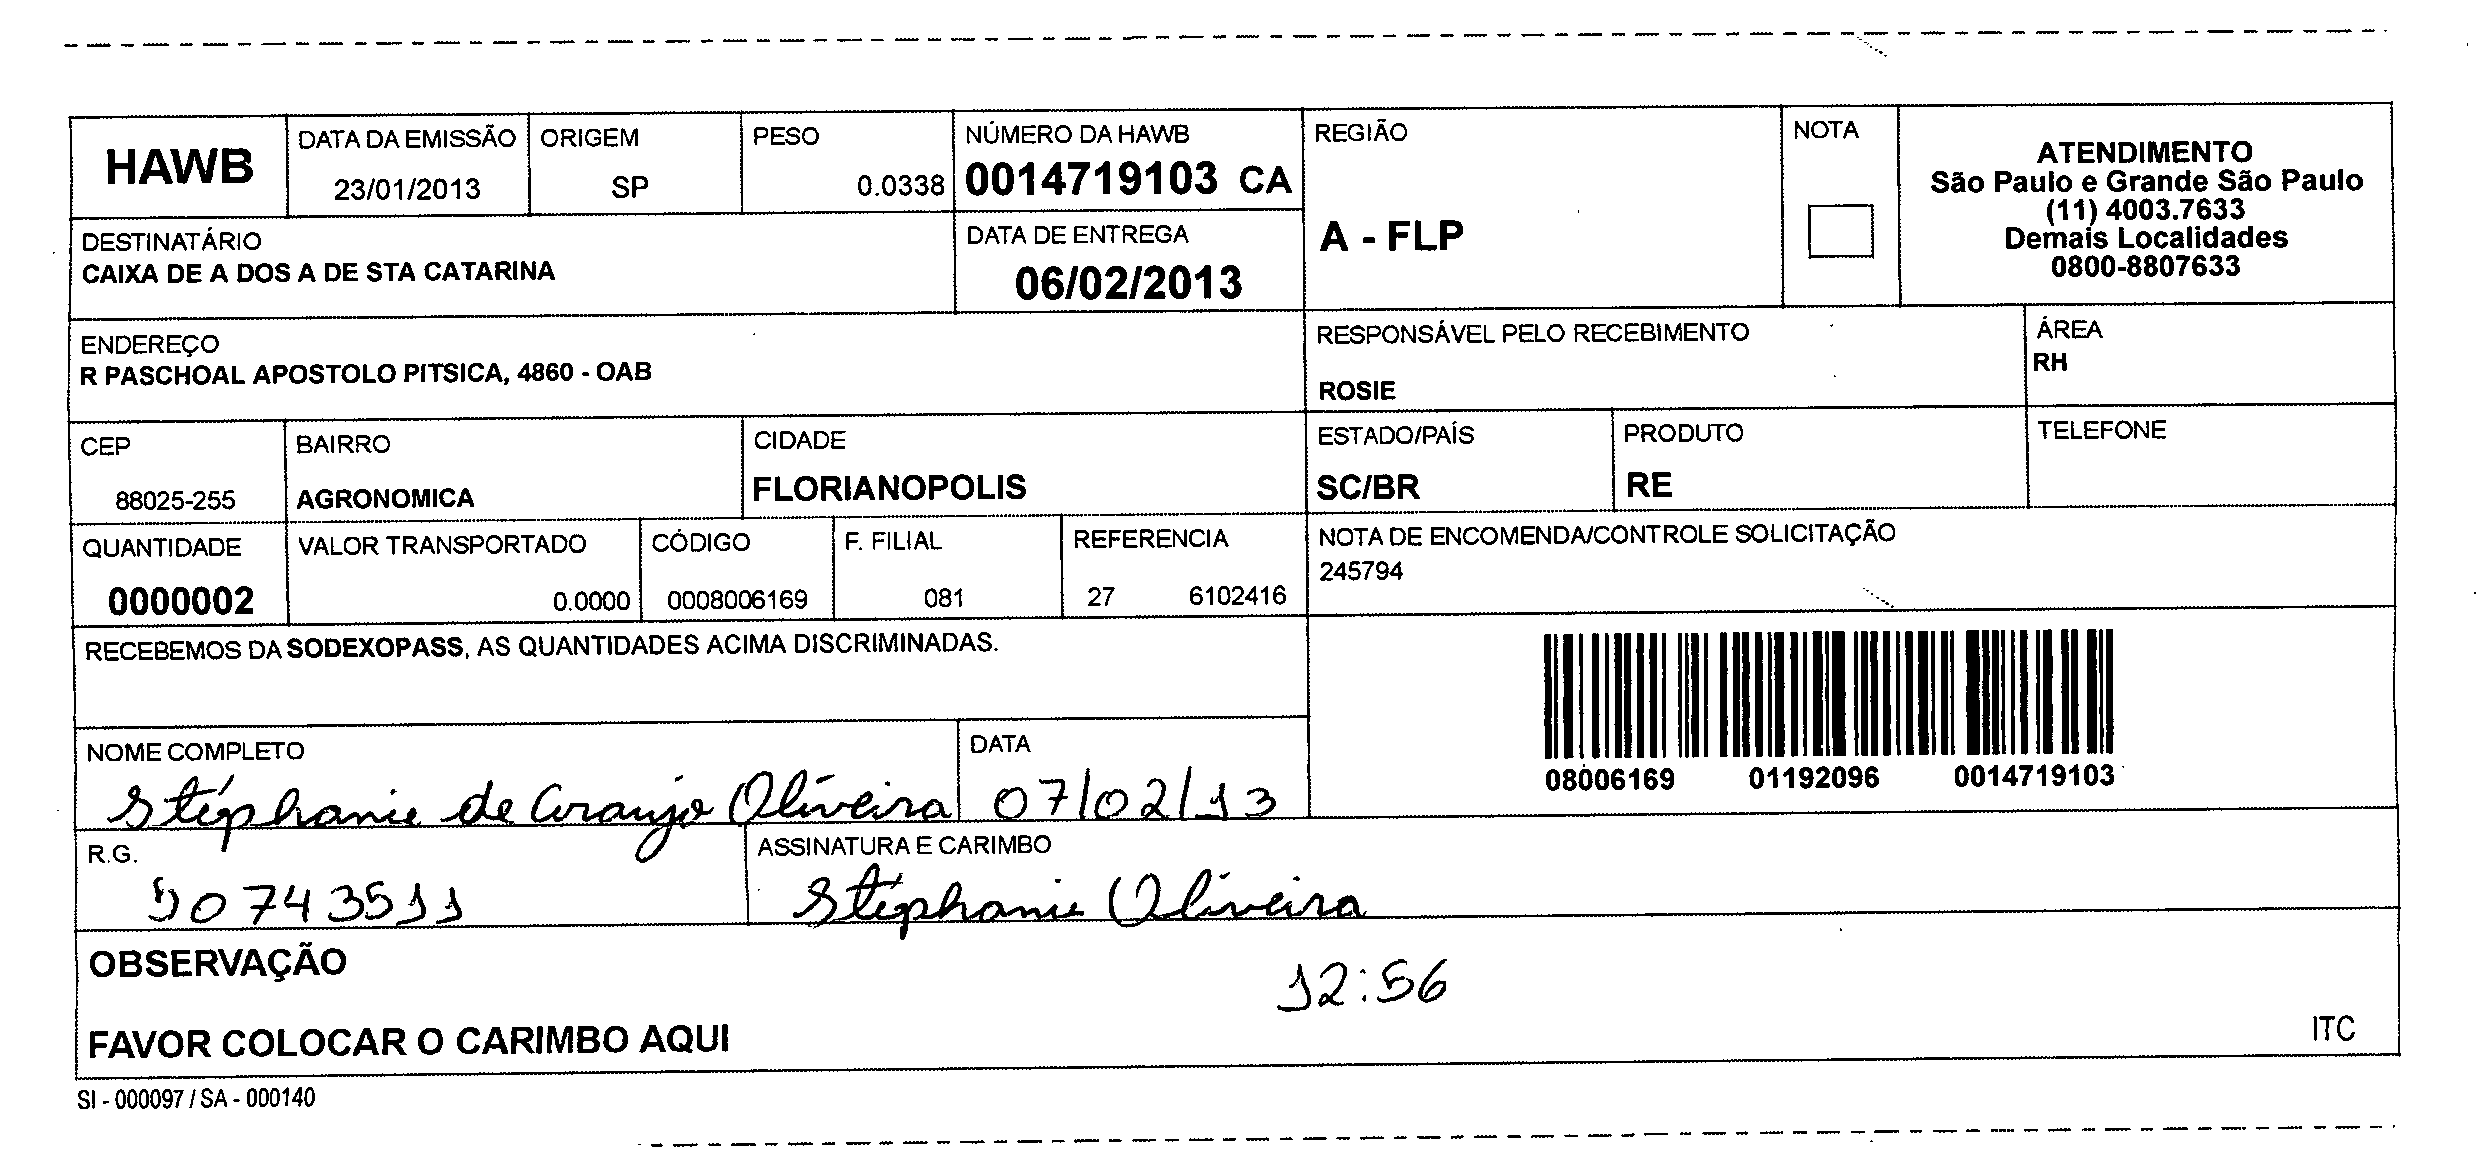 HAWB
DATA DA EMISSÃO
23/01/2013
ORIGEM
SP
PESO
0.0338
NÚMERO DA HAWB
0014719103 CA
REGIÃO
A - FLP
NOTA
ATENDIMENTO
São Paulo e Grande São Paulo
(11) 4003.7633
Demais Localidades
0800-8807633
DESTINATÁRIO
CAIXA DE A DOS A DE STA CATARINA
DATA DE ENTREGA
06/02/2013
ENDEREÇO
R PASCHOAL APOSTOLO PITSICA, 4860 - OAB
RESPONSÁVEL PELO RECEBIMENTO
ROSIE
ÁREA
RH
CEP
88025-255
BAIRRO
AGRONOMICA
CIDADE
FLORIANOPOLIS
ESTADO/PAÍS
SC/BR
PRODUTO
RE
TELEFONE
QUANTIDADE
0000002
VALOR TRANSPORTADO
0.0000
CÓDIGO
0008006169
F. FILIAL
081
REFERENCIA
27 6102416
NOTA DE ENCOMENDA/CONTROLE SOLICITAÇÃO
245794
RECEBEMOS DA SODEXOPASS, AS QUANTIDADES ACIMA DISCRIMINADAS.
08006169 01192096 0014719103
NOME COMPLETO
Stéphanie de Araujo Oliveira
DATA
07/02/13
R.G.
50743511
ASSINATURA E CARIMBO
Stéphanie Oliveira
OBSERVAÇÃO
12:56
FAVOR COLOCAR O CARIMBO AQUI
ITC
SI - 000097 / SA - 000140